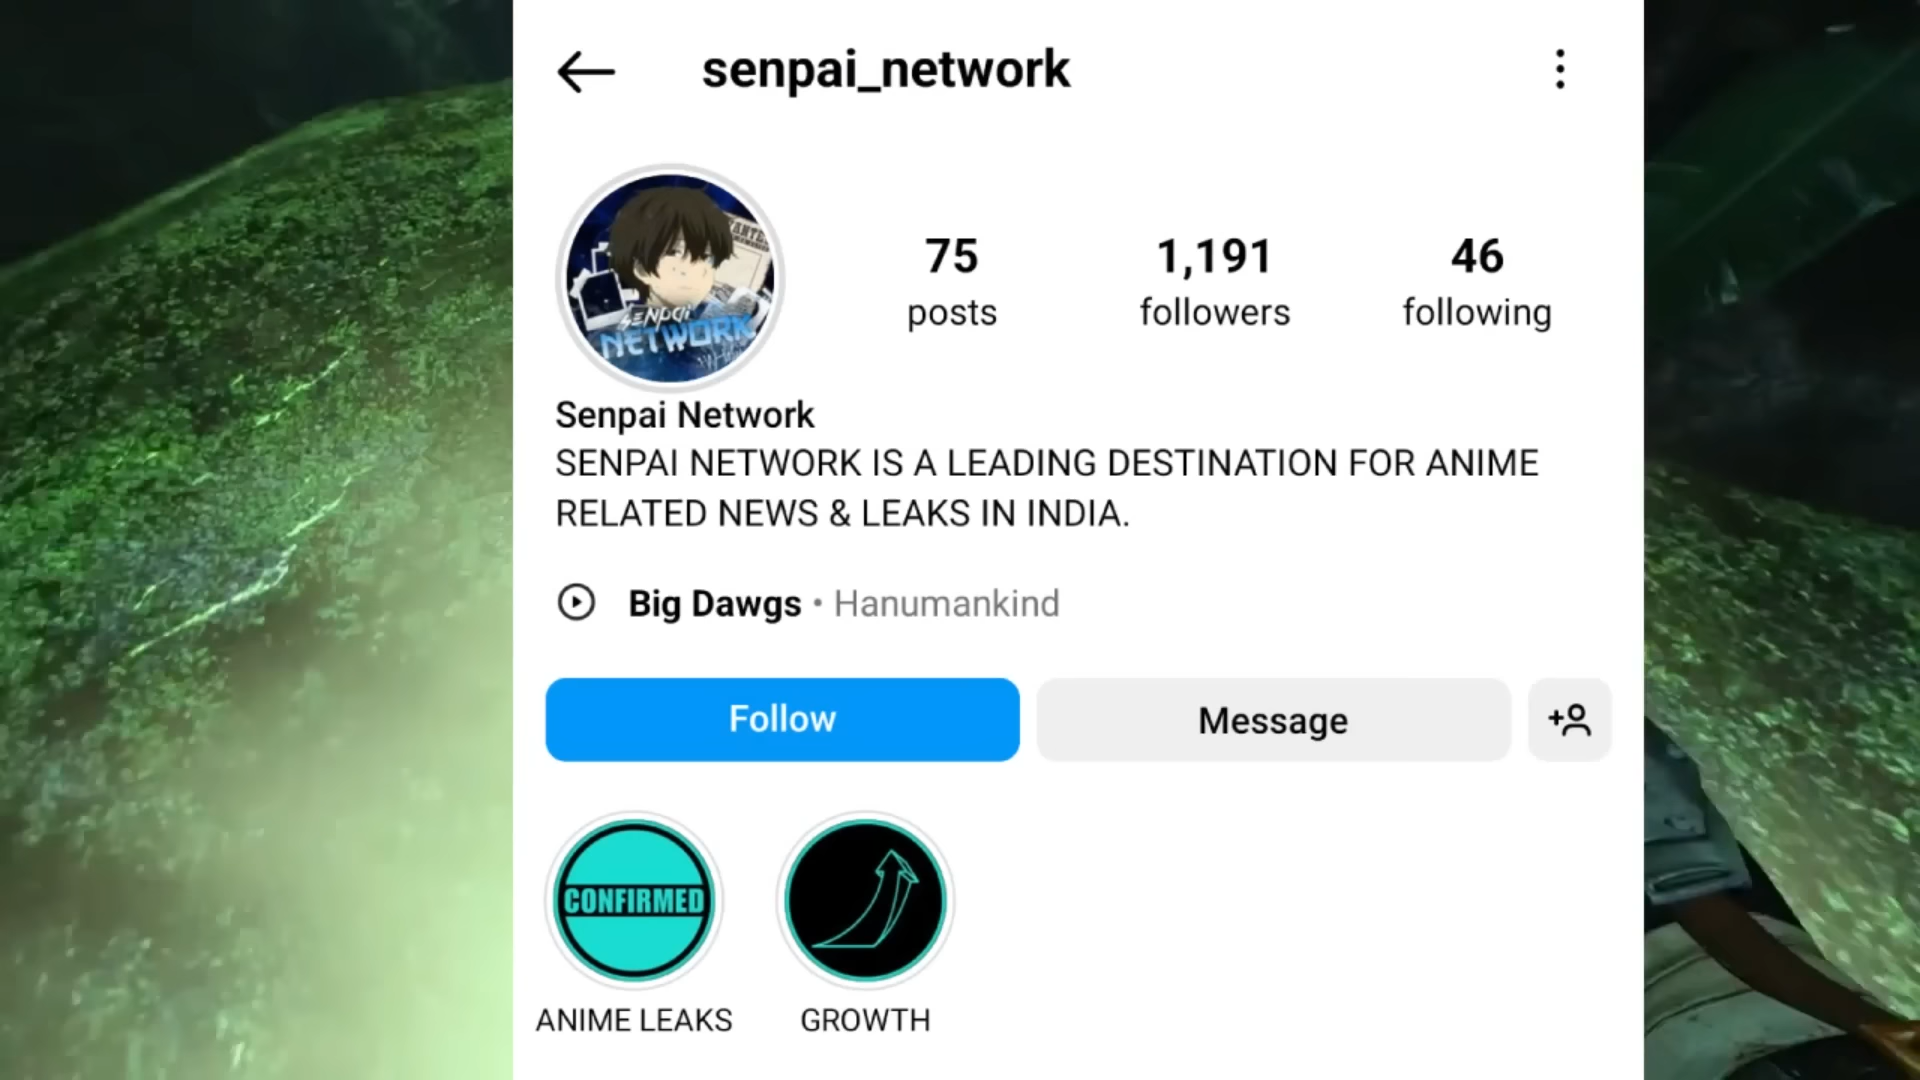 senpai_network
75
posts
1,191
followers
46
following
SENPAI
NETWORK
Senpai Network
SENPAI NETWORK IS A LEADING DESTINATION FOR ANIME
RELATED NEWS & LEAKS IN INDIA.
Big Dawgs • Hanumankind
Follow
Message
CONFIRMED
ANIME LEAKS
GROWTH